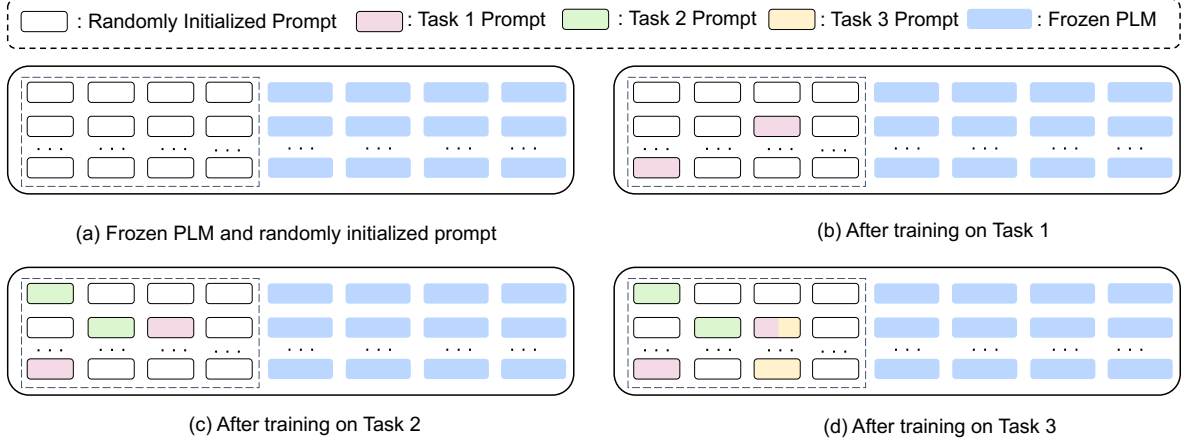 : Randomly Initialized Prompt : Task 1 Prompt : Task 2 Prompt : Task 3 Prompt : Frozen PLM
. . . . . . . . . . . . . . . . . . . . . . . .
. . . . . . . . . . . . . . . . . . . . . . . .
(a) Frozen PLM and randomly initialized prompt
(b) After training on Task 1
. . . . . . . . . . . . . . . . . . . . . . . .
. . . . . . . . . . . . . . . . . . . . . . . .
(c) After training on Task 2
(d) After training on Task 3